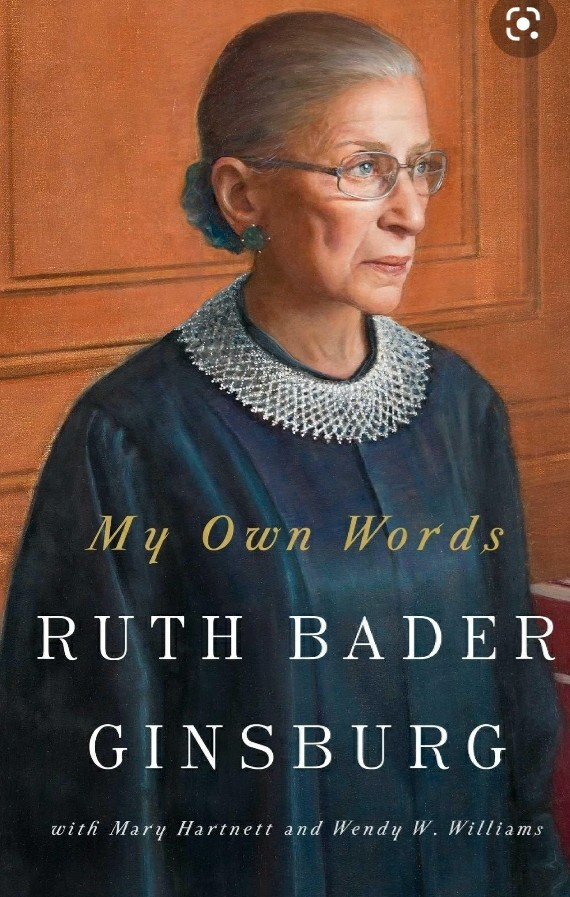 My Own Words
RUTH BADER
GINSBURG
with Mary Hartnett and Wendy W. Williams